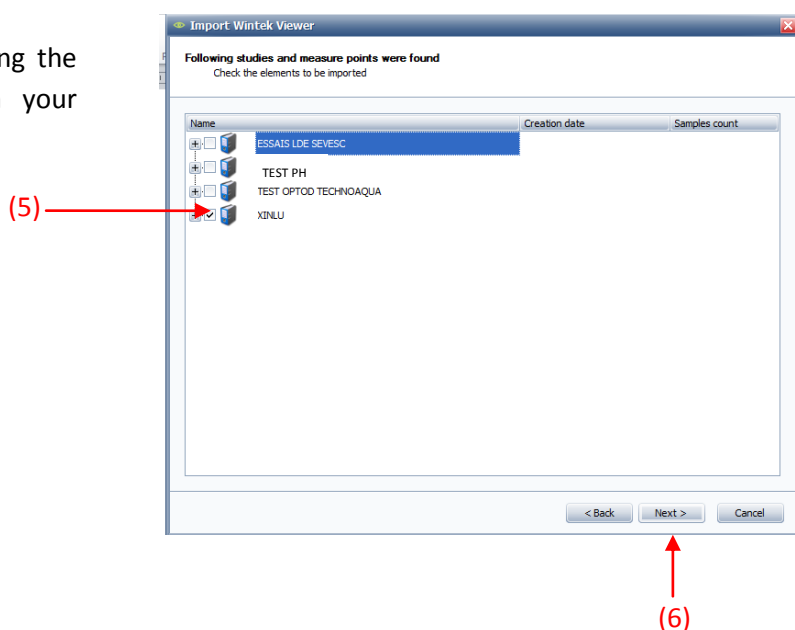 ng the
your
Import Wintek Viewer
Following studies and measure points were found
Check the elements to be imported
Name Creation date Samples count
ESSAIS LDE SEVESC
TEST PH
TEST OPTOD TECHNOAQUA
(5)
XINLU
< Back Next > Cancel
(6)